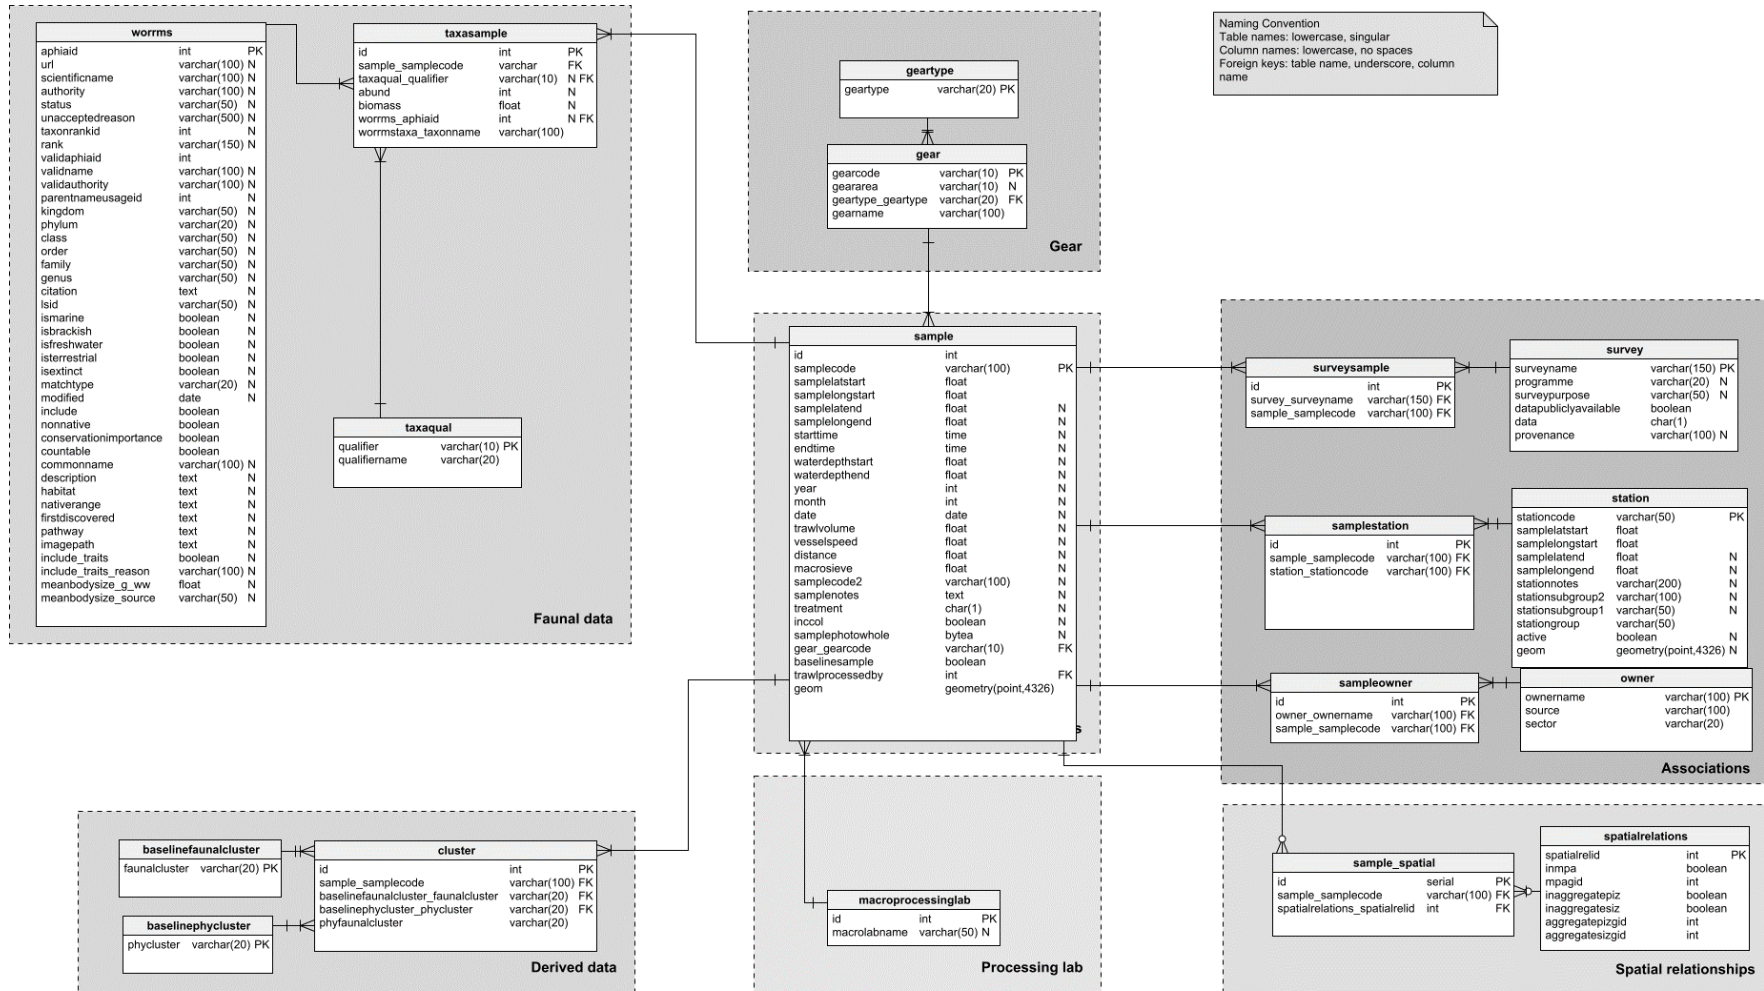 worrms
aphiaid int PK
url varchar(100) N
scientificname varchar(100) N
authority varchar(100) N
status varchar(50) N
unacceptedreason varchar(500) N
taxonrankid int N
rank varchar(150) N
validaphiaid int
validname varchar(100) N
validauthority varchar(100) N
parentnameusageid int N
kingdom varchar(50) N
phylum varchar(20) N
class varchar(50) N
order varchar(50) N
family varchar(50) N
genus varchar(50) N
citation text N
lsid varchar(50) N
ismarine boolean N
isbrackish boolean N
isfreshwater boolean N
isterrestrial boolean N
isextinct boolean N
matchtype varchar(20) N
modified date N
include boolean
nonnative boolean
conservationimportance boolean
countable boolean
commonname varchar(100) N
description text N
habitat text N
nativerange text N
firstdiscovered text N
pathway text N
imagepath text N
include_traits boolean N
include_traits_reason varchar(100) N
meanbodysize_g_ww float N
meanbodysize_source varchar(50) N
taxasample
id int PK
sample_samplecode varchar FK
taxaqual_qualifier varchar(10) N FK
abund int N
biomass float N
worrms_aphiaid int N FK
worrmstaxa_taxonname varchar(100)
taxaqual
qualifier varchar(10) PK
qualifiername varchar(20)
Faunal data
geartype
geartype varchar(20) PK
gear
gearcode varchar(10) PK
geararea varchar(10) N
geartype_geartype varchar(20) FK
gearname varchar(100)
Gear
Naming Convention
Table names: lowercase, singular
Column names: lowercase, no spaces
Foreign keys: table name, underscore, column
name
sample
id int
samplecode varchar(100) PK
samplelatstart float
samplelongstart float
samplelatend float N
samplelongend float N
starttime time N
endtime time N
waterdepthstart float N
waterdepthend float N
year int N
month int N
date date N
trawlvolume float N
vesselspeed float N
distance float N
macrosieve float N
samplecode2 varchar(100) N
samplenotes text N
treatment char(1) N
inccol boolean N
samplephotowhole bytea N
gear_gearcode varchar(10) FK
baselinesample boolean
trawlprocessedby int FK
geom geometry(point,4326)
s
surveysample
id int PK
survey_surveyname varchar(150) FK
sample_samplecode varchar(100) FK
survey
surveyname varchar(150) PK
programme varchar(20) N
surveypurpose varchar(50) N
datapubliclyavailable boolean
data char(1)
provenance varchar(100) N
samplestation
id int PK
sample_samplecode varchar(100) FK
station_stationcode varchar(100) FK
station
stationcode varchar(50) PK
samplelatstart float
samplelongstart float
samplelatend float N
samplelongend float N
stationnotes varchar(200) N
stationsubgroup2 varchar(100) N
stationsubgroup1 varchar(50) N
stationgroup varchar(50)
active boolean N
geom geometry(point,4326) N
sampleowner
id int PK
owner_ownername varchar(100) FK
sample_samplecode varchar(100) FK
owner
ownername varchar(100) PK
source varchar(100)
sector varchar(20)
Associations
baselinefaunalcluster
faunalcluster varchar(20) PK
baselinephycluster
phycluster varchar(20) PK
cluster
id int PK
sample_samplecode varchar(100) FK
baselinefaunalcluster_faunalcluster varchar(20) FK
baselinephycluster_phycluster varchar(20) FK
phyfaunalcluster varchar(20)
Derived data
macroprocessinglab
id int PK
macrolabname varchar(50) N
Processing lab
sample_spatial
id serial PK
sample_samplecode varchar(100) FK
spatialrelations_spatialrelid int FK
spatialrelations
spatialrelid int PK
inmpa boolean
mpagid int
inaggregatepiz boolean
inaggregatesiz boolean
aggregatepizgid int
aggregatesizgid int
Spatial relationships